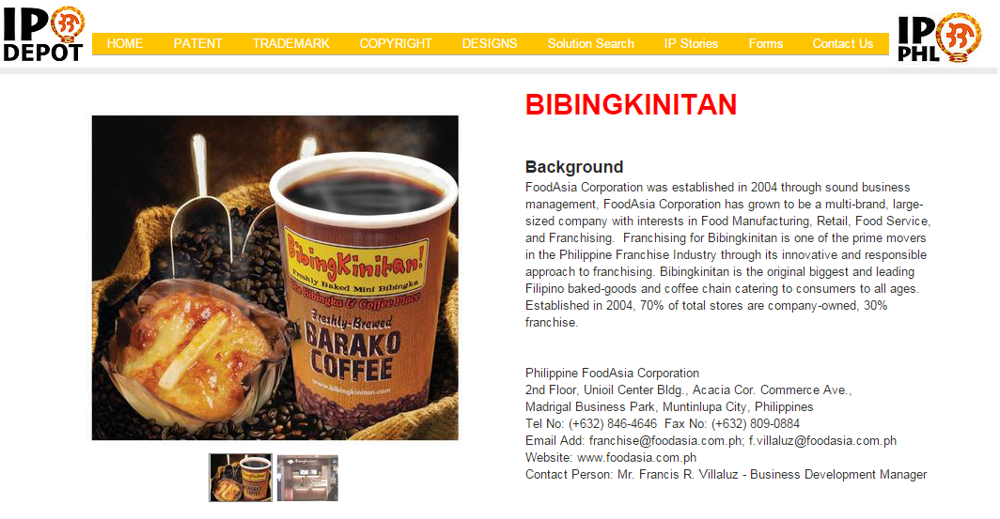 IP
DEPOT
HOME PATENT TRADEMARK COPYRIGHT DESIGNS Solution Search IP Stories Forms Contact Us
IP
PHL
BIBINGKINITAN
BibingKinitan!
Freshly Baked Mini Bibingka
The Bibingka & Coffee Place
Freshly-Brewed
BARAKO
COFFEE
www.bibingkinitan.com
Background
FoodAsia Corporation was established in 2004 through sound business
management, FoodAsia Corporation has grown to be a multi-brand, large-
sized company with interests in Food Manufacturing, Retail, Food Service,
and Franchising.  Franchising for Bibingkinitan is one of the prime movers
in the Philippine Franchise Industry through its innovative and responsible
approach to franchising. Bibingkinitan is the original biggest and leading
Filipino baked-goods and coffee chain catering to consumers to all ages.
Established in 2004, 70% of total stores are company-owned, 30%
franchise.
Philippine FoodAsia Corporation
2nd Floor, Unioil Center Bldg., Acacia Cor. Commerce Ave.,
Madrigal Business Park, Muntinlupa City, Philippines
Tel No: (+632) 846-4646  Fax No: (+632) 809-0884
Email Add: franchise@foodasia.com.ph; f.villaluz@foodasia.com.ph
Website: www.foodasia.com.ph
Contact Person: Mr. Francis R. Villaluz - Business Development Manager